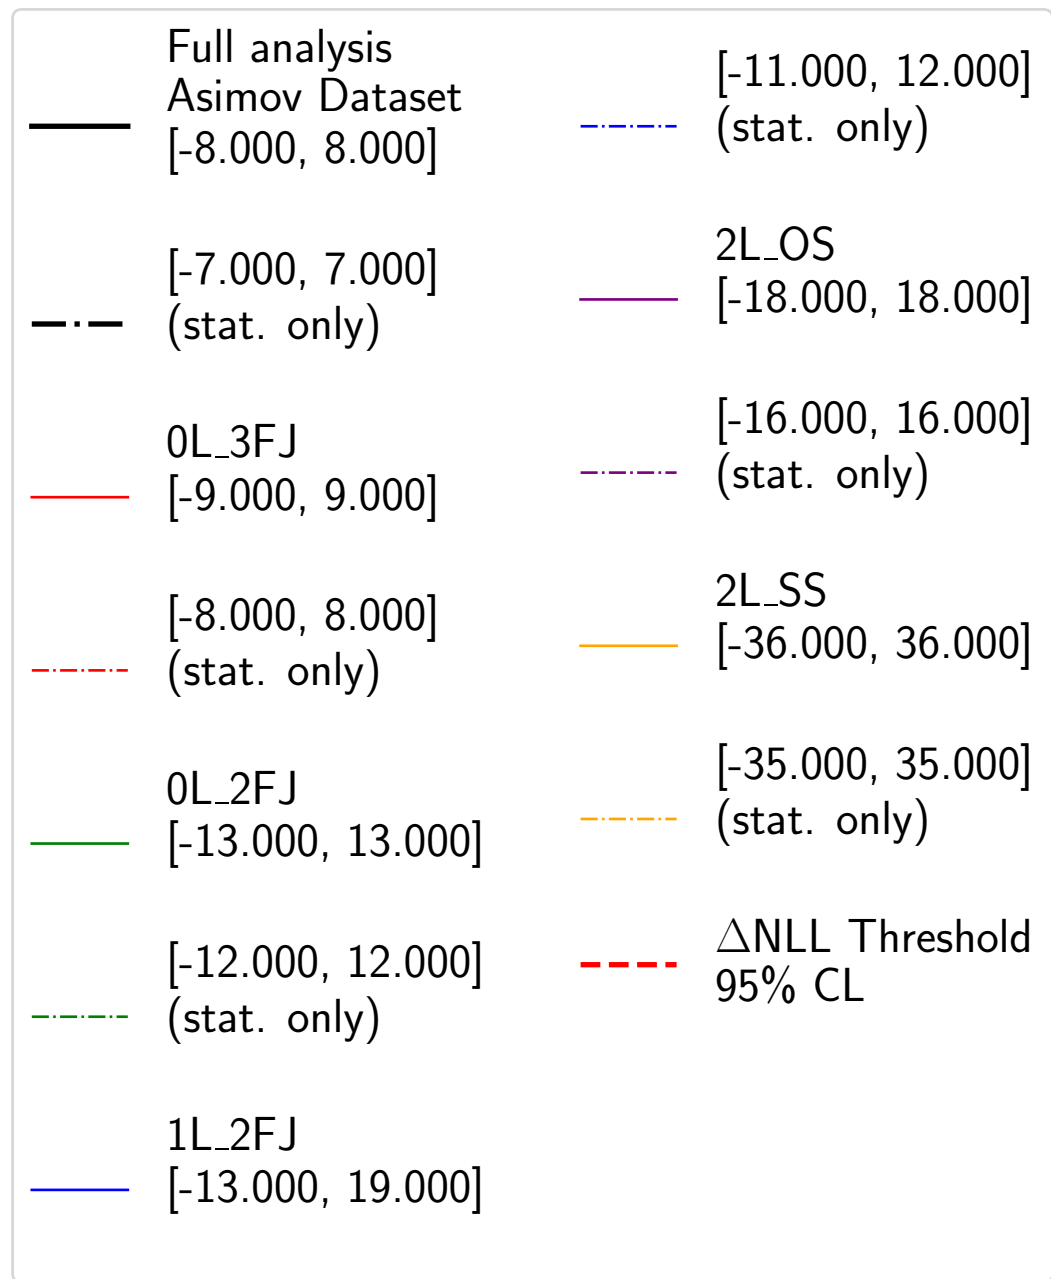 Full analysis
Asimov Dataset
[-8.000, 8.000]
[-7.000, 7.000]
(stat. only)
0L_3FJ
[-9.000, 9.000]
[-8.000, 8.000]
(stat. only)
0L_2FJ
[-13.000, 13.000]
[-12.000, 12.000]
(stat. only)
1L_2FJ
[-13.000, 19.000]
[-11.000, 12.000]
(stat. only)
2L_OS
[-18.000, 18.000]
[-16.000, 16.000]
(stat. only)
2L_SS
[-36.000, 36.000]
[-35.000, 35.000]
(stat. only)
ΔNLL Threshold
95% CL